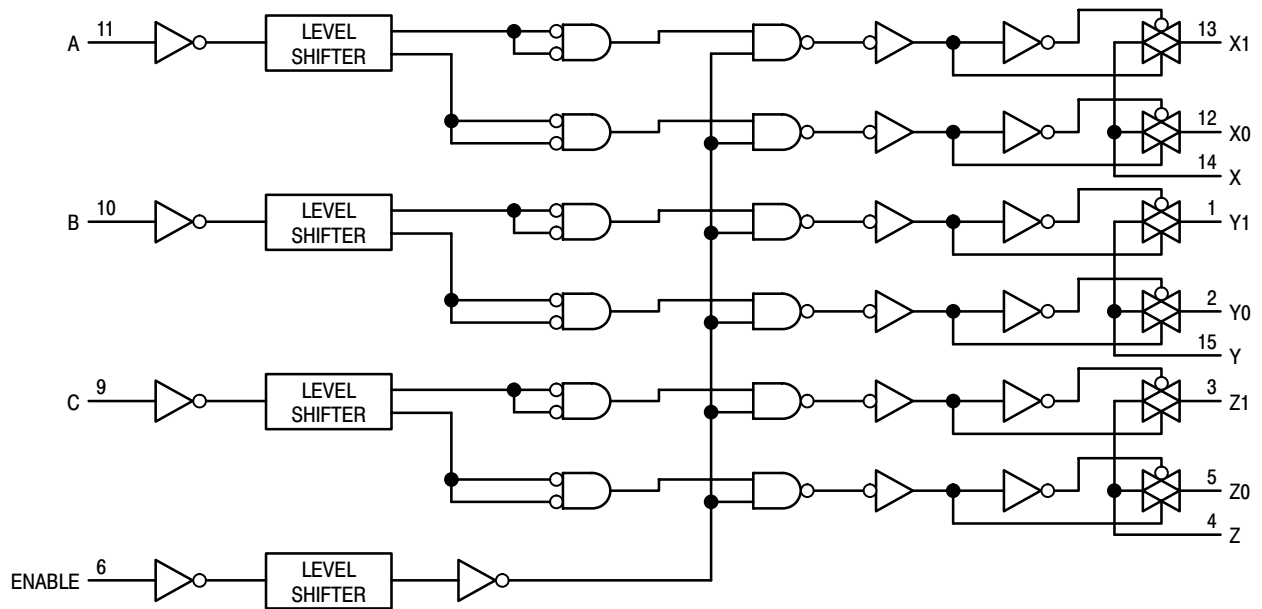 A 11 LEVEL SHIFTER 13 X1
12 X0
14 X
B 10 LEVEL SHIFTER 1 Y1
2 Y0
15 Y
C 9 LEVEL SHIFTER 3 Z1
5 Z0
4 Z
ENABLE 6 LEVEL SHIFTER